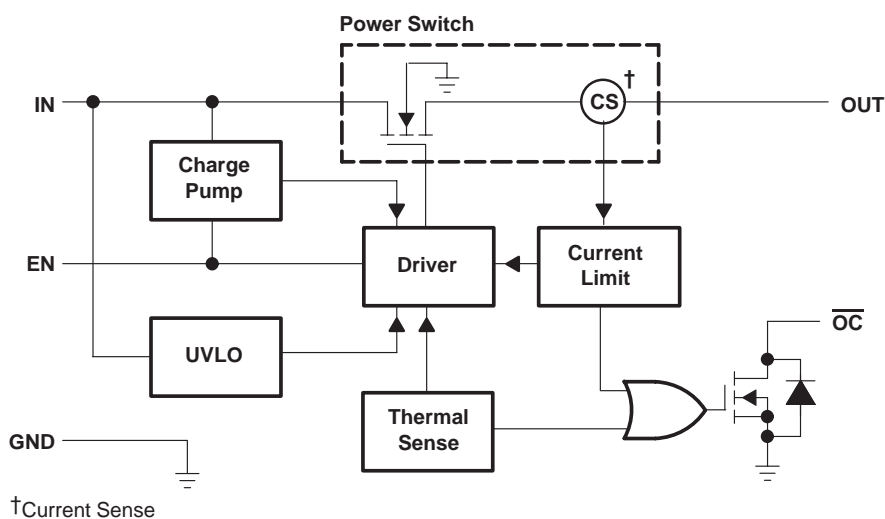 Power Switch
†
IN
CS
OUT
Charge
Pump
EN
Driver
Current
Limit
OC
UVLO
Thermal
Sense
GND
†Current Sense